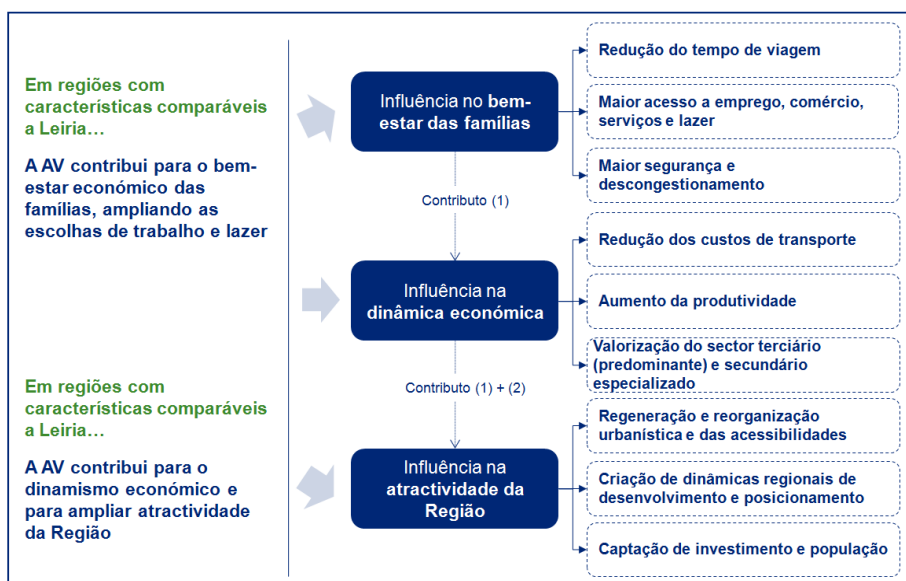 Em regiões com
características comparáveis
a Leiria…
A AV contribui para o bem-
estar económico das
famílias, ampliando as
escolhas de trabalho e lazer
Em regiões com
características comparáveis
a Leiria…
A AV contribui para o
dinamismo económico e
para ampliar atractividade
da Região
Influência no bem-
estar das famílias
Contributo (1)
Influência na
dinâmica económica
Contributo (1) + (2)
Influência na
atractividade da
Região
Redução do tempo de viagem
Maior acesso a emprego, comércio,
serviços e lazer
Maior segurança e
descongestionamento
Redução dos custos de transporte
Aumento da produtividade
Valorização do sector terciário
(predominante) e secundário
especializado
Regeneração e reorganização
urbanística e das acessibilidades
Criação de dinâmicas regionais de
desenvolvimento e posicionamento
Captação de investimento e população